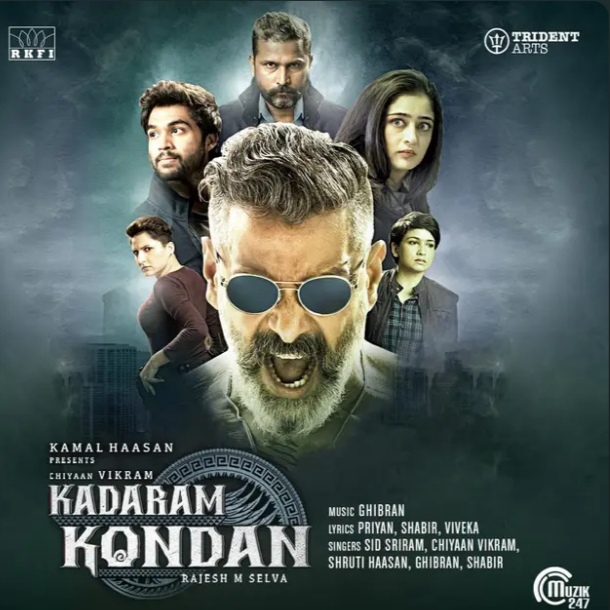 RKFI
TRIDENT
ARTS
KAMAL HAASAN
PRESENTS
CHIYAAN VIKRAM
KADARAM
KONDAN
RAJESH M SELVA
MUSIC GHIBRAN
LYRICS PRIYAN, SHABIR, VIVEKA
SINGERS SID SRIRAM, CHIYAAN VIKRAM,
SHRUTI HAASAN, GHIBRAN, SHABIR
MUZIK
247